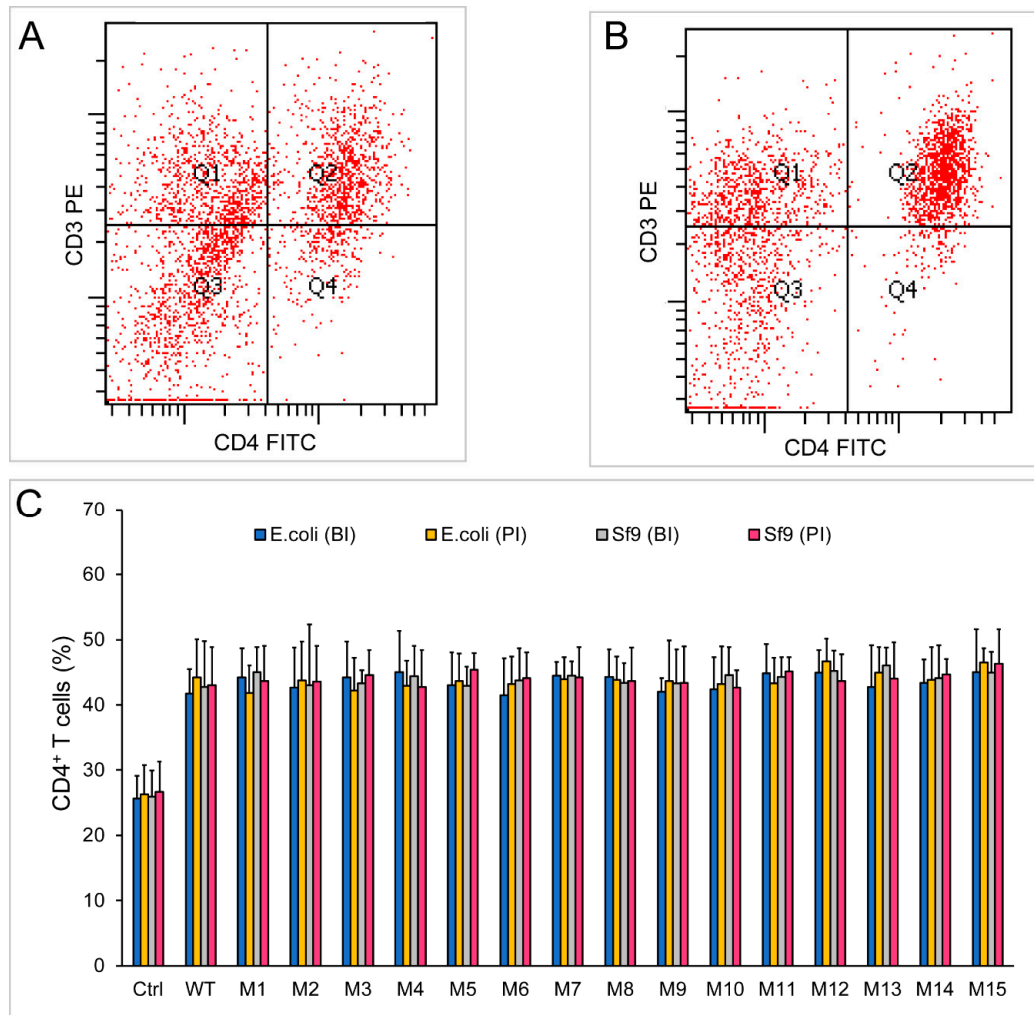 A
CD3 PE
Q1 Q2
Q3 Q4
CD4 FITC
B
CD3 PE
Q1 Q2
Q3 Q4
CD4 FITC
C
CD4⁺ T cells (%)
E.coli (BI) E.coli (PI) Sf9 (BI) Sf9 (PI)
70
60
50
40
30
20
10
0
Ctrl WT M1 M2 M3 M4 M5 M6 M7 M8 M9 M10 M11 M12 M13 M14 M15